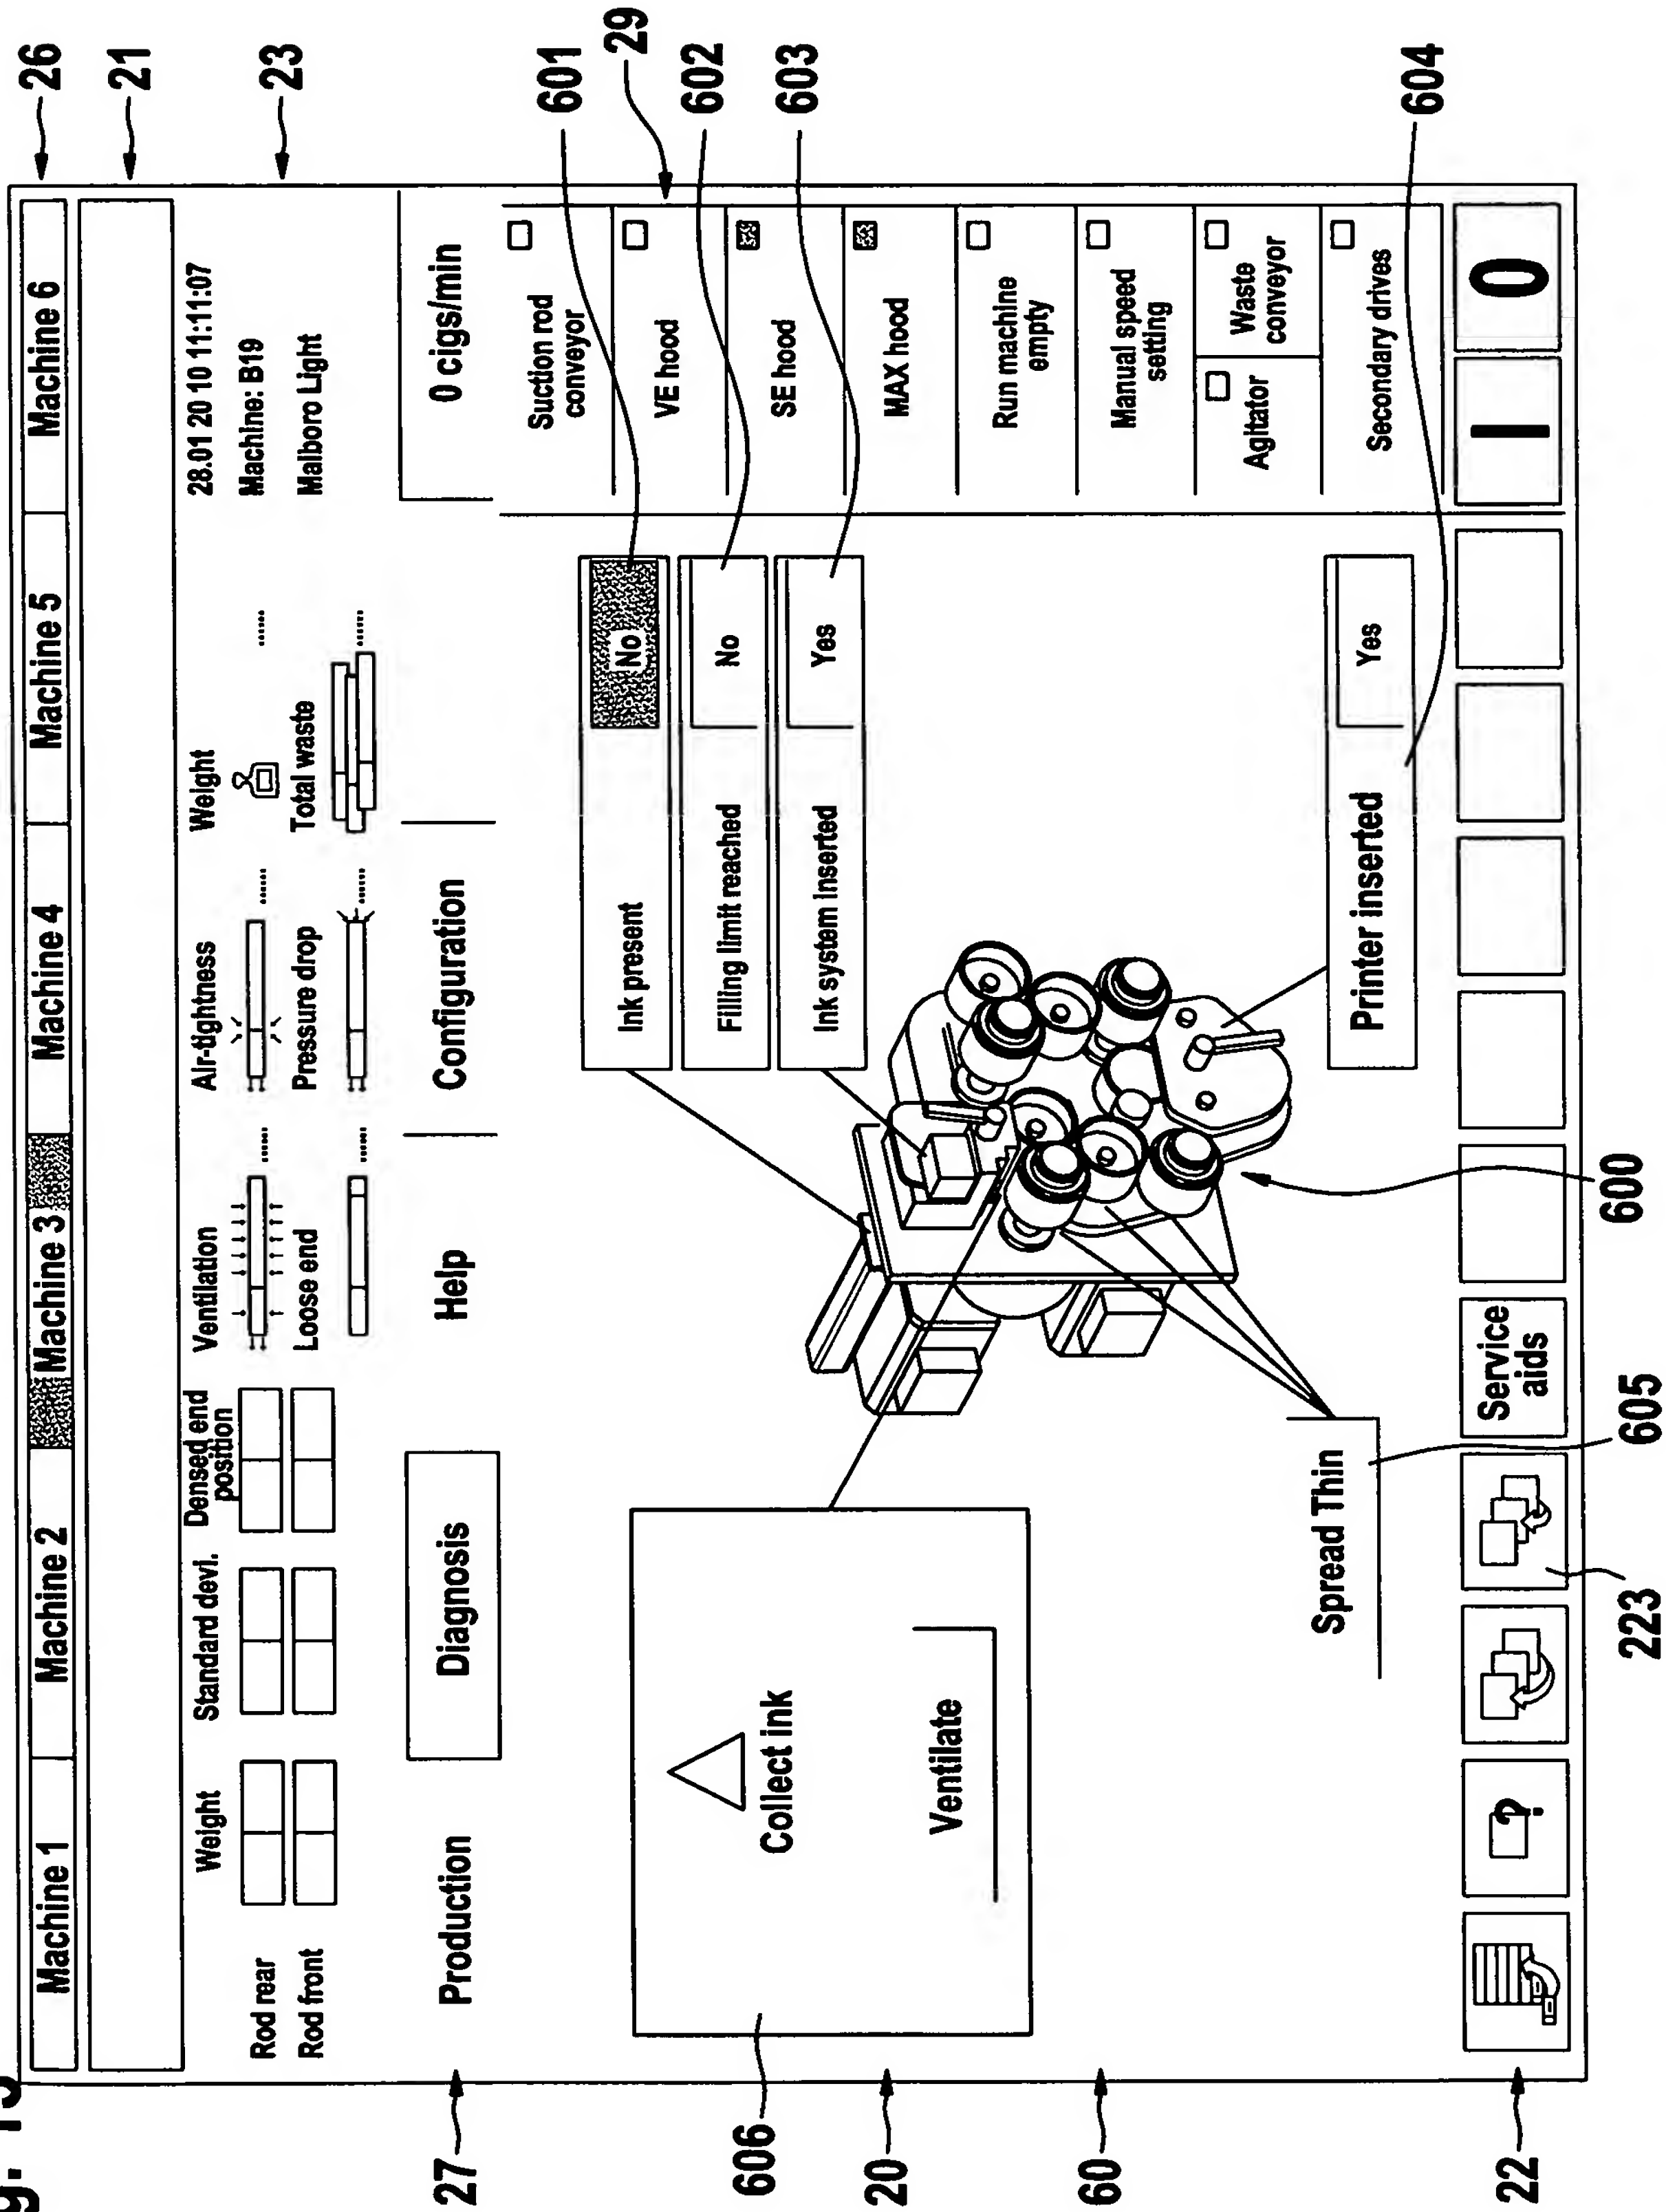 Machine 1 Machine 2 Machine 3 Machine 4 Machine 5 Machine 6
26
21
23
Weight Standard devi. Densed end position Ventilation Air-tightness Weight
28.01 20 10 11:11:07
Rod rear
......
......
......
Machine: B19
Rod front
Loose end Pressure drop Total waste
Malboro Light
......
......
......
27
Production Diagnosis Help Configuration
0 cigs/min
Suction rod
conveyor
601
VE hood
29
SE hood
602
MAX hood
603
Run machine
empty
Manual speed
setting
Agitator
Waste
conveyor
Secondary drives
604
Ink present No
Filling limit reached No
Ink system inserted Yes
Collect ink
Ventilate
606
20
60
600
Spread Thin
605
Printer inserted Yes
22
?
223
Service
aids
I
0